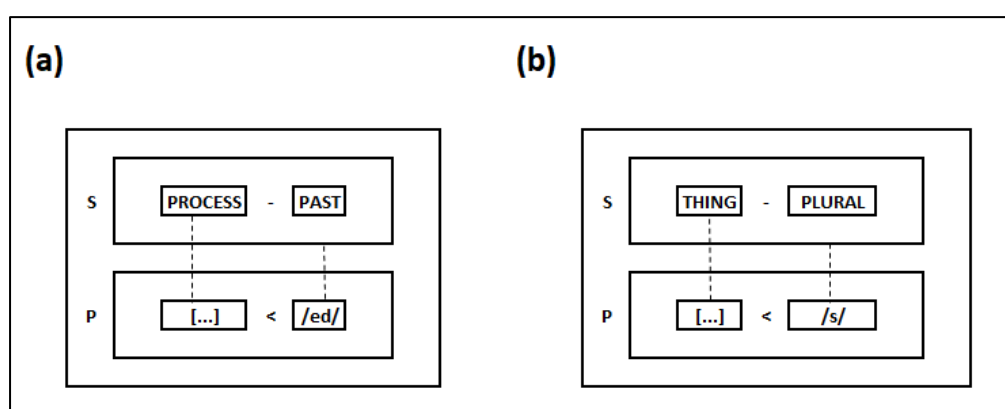 (a)
S PROCESS - PAST
P [...] < /ed/
(b)
S THING - PLURAL
P [...] < /s/